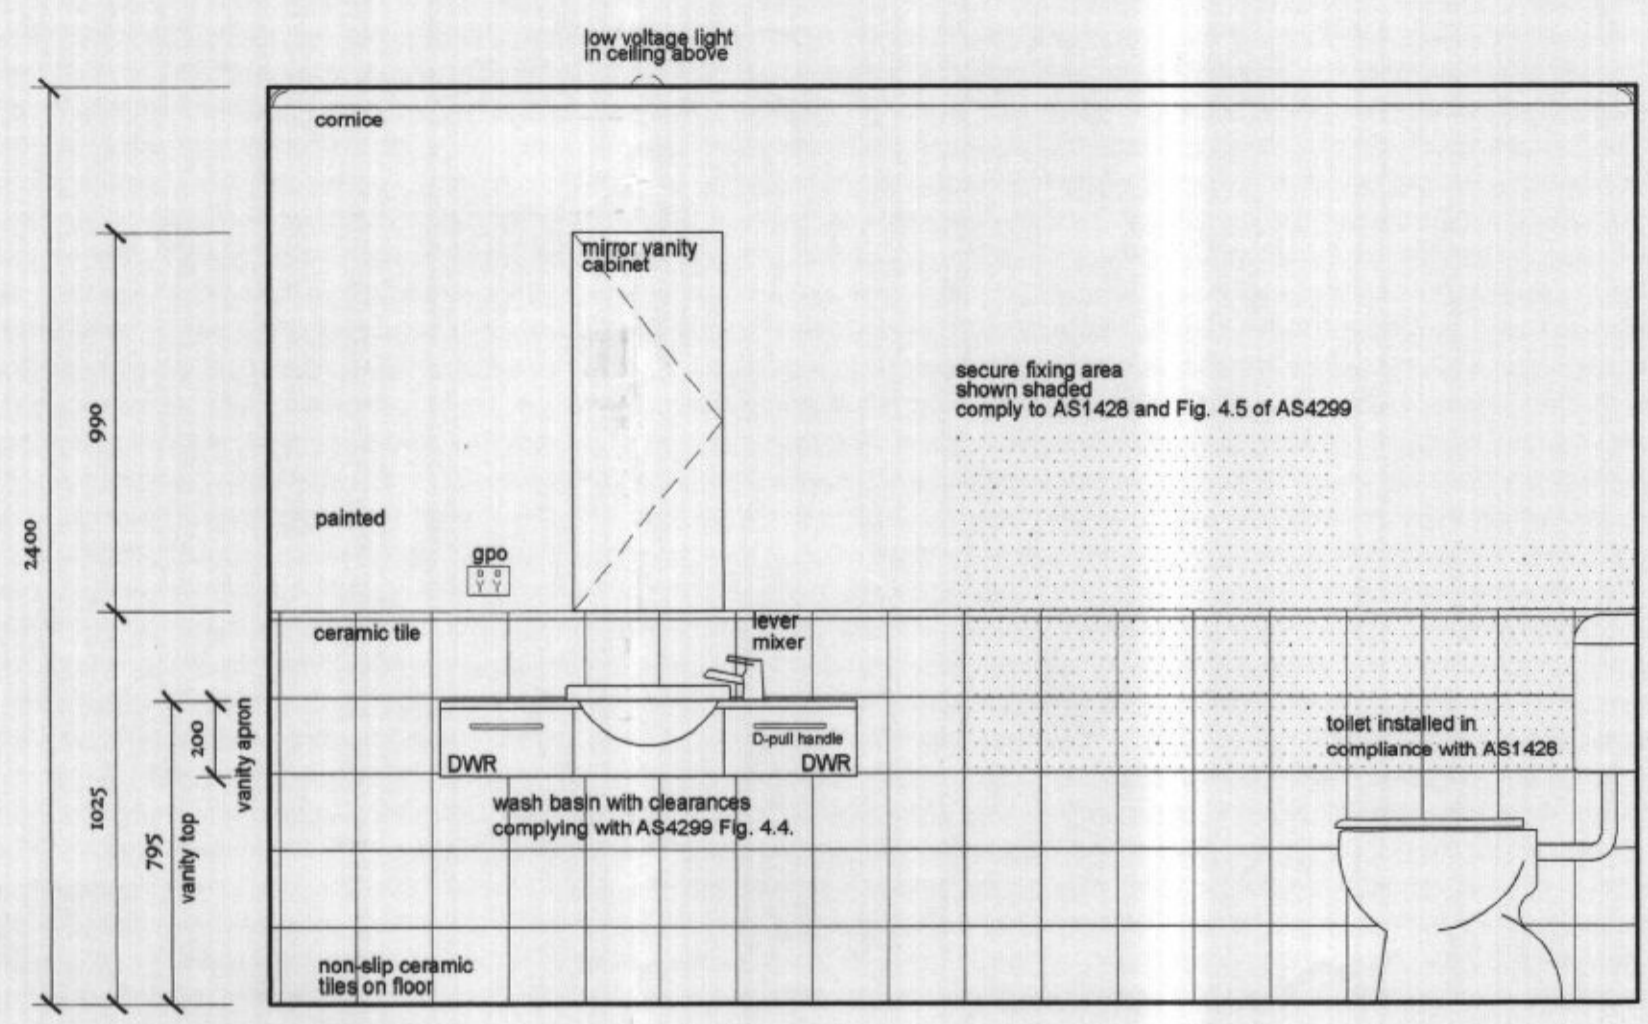 low voltage light
in ceiling above
cornice
mirror vanity
cabinet
secure fixing area
shown shaded
comply to AS1428 and Fig. 4.5 of AS4299
990
2400
painted
gpo
ceramic tile
lever
mixer
200
vanity apron
D-pull handle
DWR
DWR
toilet installed in
compliance with AS1428
1025
795
vanity top
wash basin with clearances
complying with AS4299 Fig. 4.4.
non-slip ceramic
tiles on floor